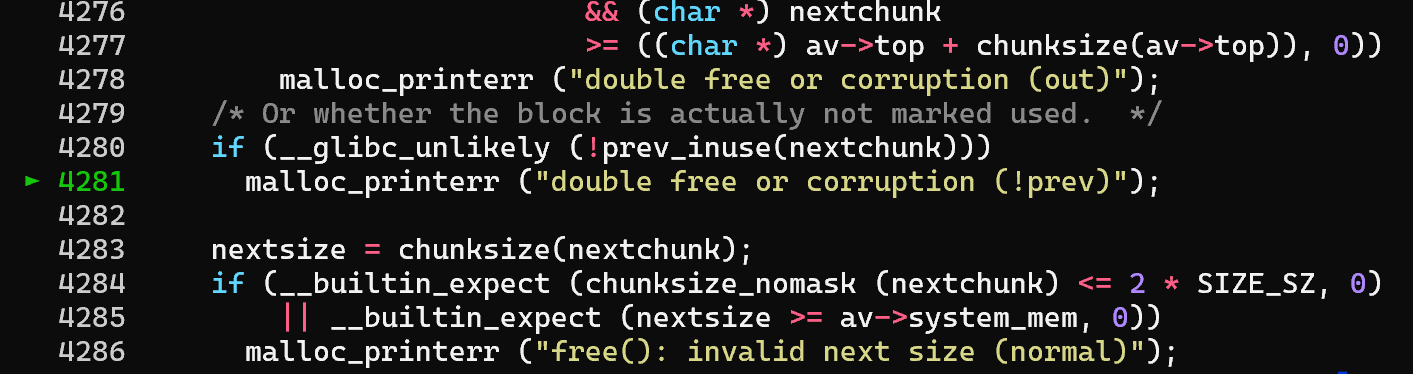 4276 && (char *) nextchunk
4277 >= ((char *) av->top + chunksize(av->top)), 0))
4278 malloc_printerr ("double free or corruption (out)");
4279 /* Or whether the block is actually not marked used.  */
4280 if (__glibc_unlikely (!prev_inuse(nextchunk)))
► 4281 malloc_printerr ("double free or corruption (!prev)");
4282
4283 nextsize = chunksize(nextchunk);
4284 if (__builtin_expect (chunksize_nomask (nextchunk) <= 2 * SIZE_SZ, 0)
4285 || __builtin_expect (nextsize >= av->system_mem, 0))
4286 malloc_printerr ("free(): invalid next size (normal)");